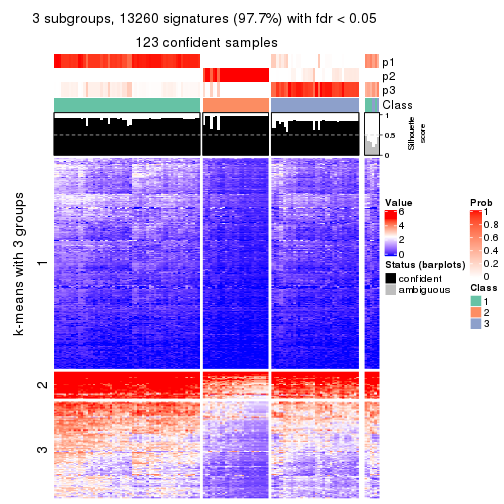 3 subgroups, 13260 signatures (97.7%) with fdr < 0.05
123 confident samples
p1
p2
p3
Class
1
0.5
0
Silhouette
score
k-means with 3 groups
1
2
3
Value
6
4
2
0
Status (barplots)
confident
ambiguous
Prob
1
0.8
0.6
0.4
0.2
0
Class
1
2
3